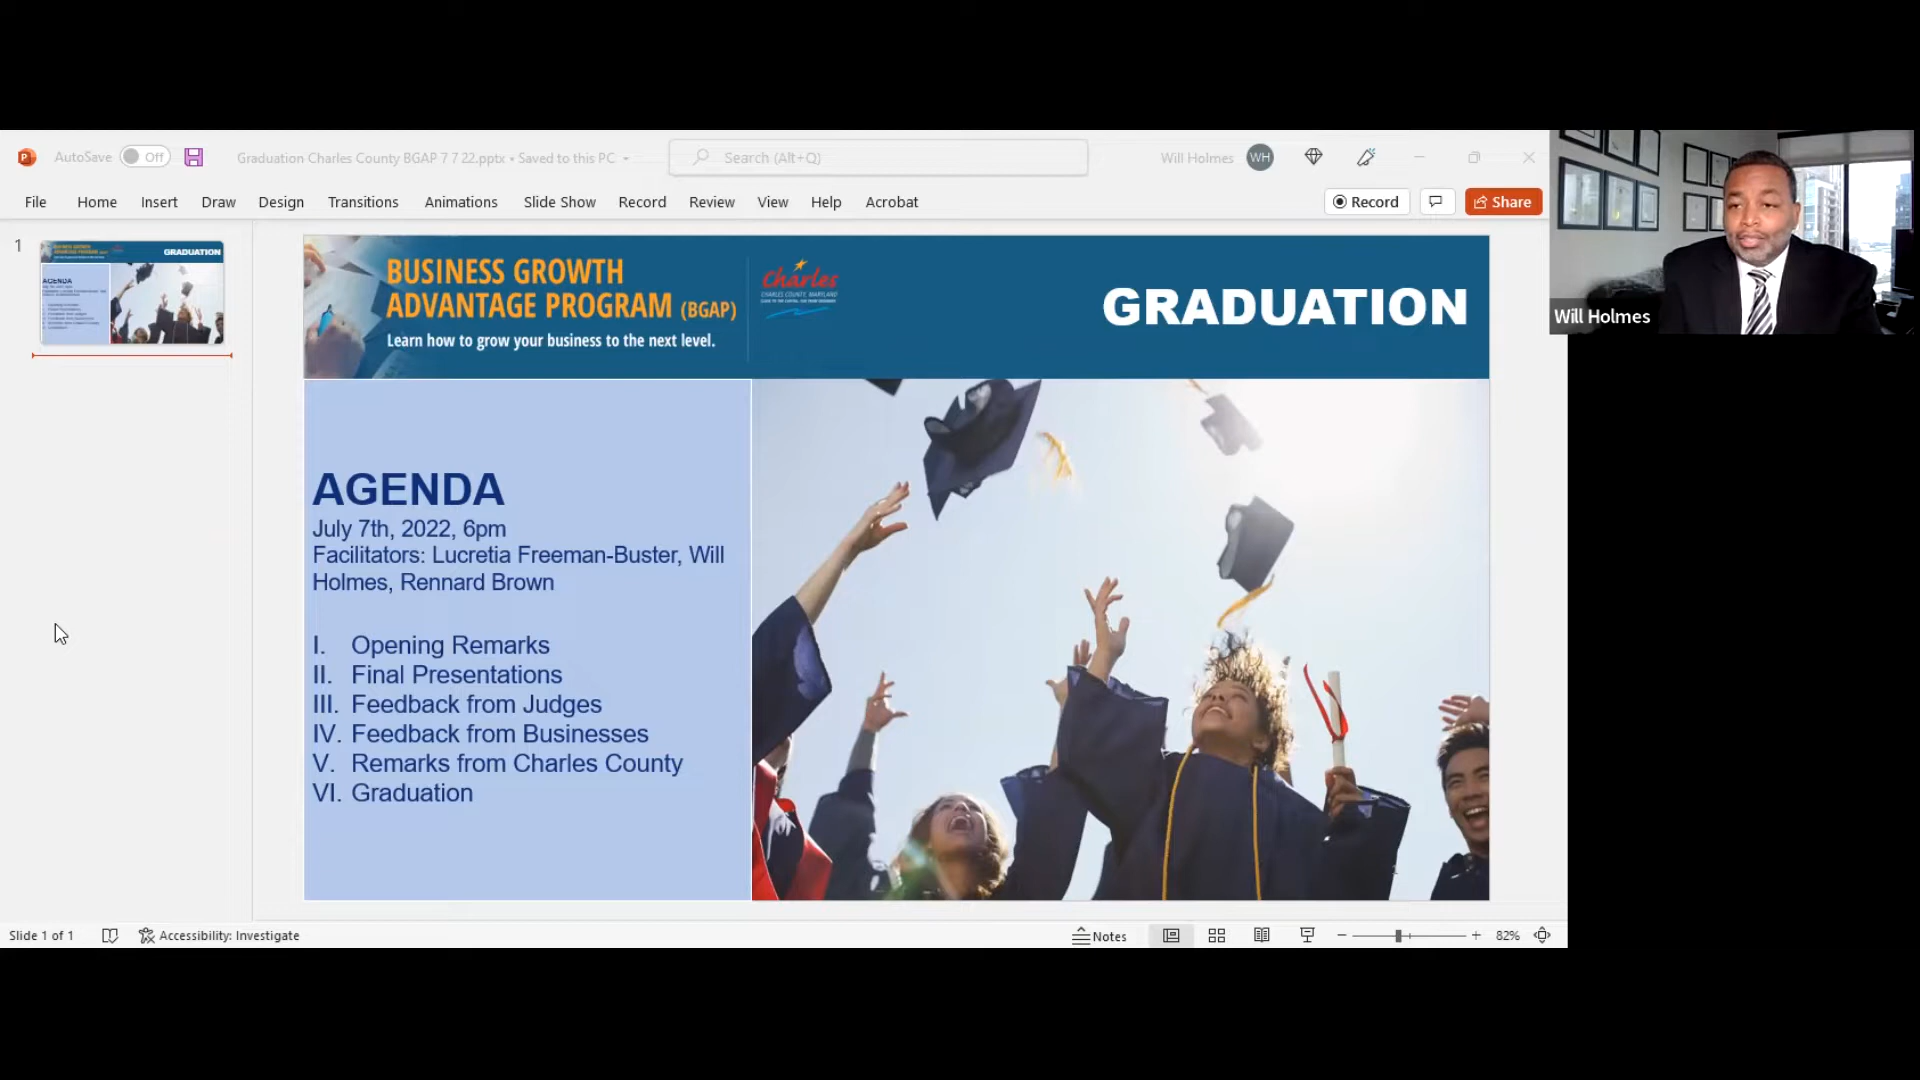 AutoSave Off Graduation Charles County BGAP 7 7 22.pptx • Saved to this PC Search (Alt+Q) Will Holmes WH
File Home Insert Draw Design Transitions Animations Slide Show Record Review View Help Acrobat Record Share
1
GRADUATION
AGENDA
BUSINESS GROWTH
ADVANTAGE PROGRAM (BGAP)
Learn how to grow your business to the next level.
Charles
CHARLES COUNTY, MARYLAND
GRADUATION
Will Holmes
AGENDA
July 7th, 2022, 6pm
Facilitators: Lucretia Freeman-Buster, Will
Holmes, Rennard Brown
I. Opening Remarks
II. Final Presentations
III. Feedback from Judges
IV. Feedback from Businesses
V. Remarks from Charles County
VI. Graduation
Slide 1 of 1 Accessibility: Investigate Notes 82%